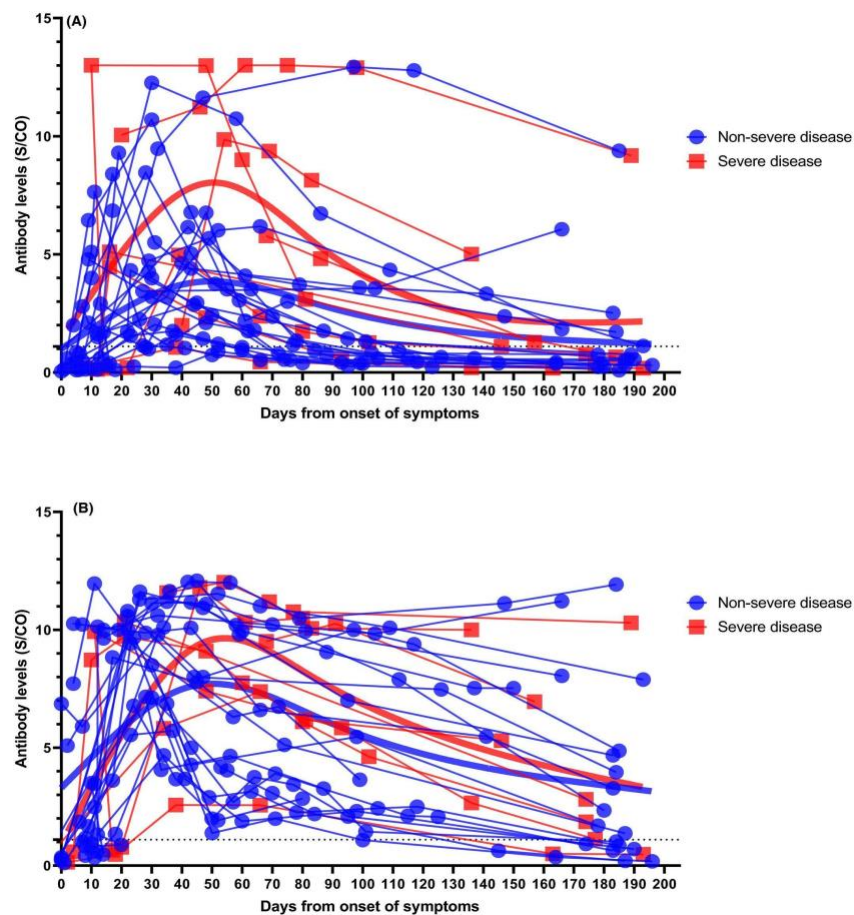 (A)
15
10
5
0
Antibody levels (S/CO)
0 10 20 30 40 50 60 70 80 90 100 110 120 130 140 150 160 170 180 190 200
Days from onset of symptoms
Non-severe disease
Severe disease
(B)
15
10
5
0
Antibody levels (S/CO)
0 10 20 30 40 50 60 70 80 90 100 110 120 130 140 150 160 170 180 190 200
Days from onset of symptoms
Non-severe disease
Severe disease